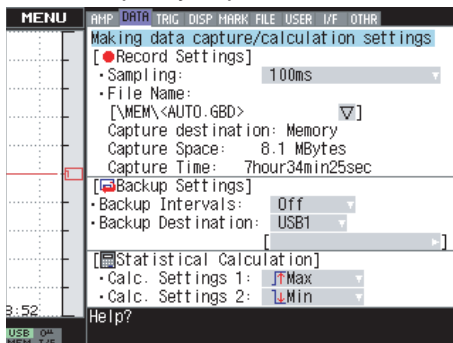 MENU
AMP DATA TRIG DISP MARK FILE USER I/F OTHR
Making data capture/calculation settings
[●Record Settings]
・Sampling: 100ms
・File Name:
[\MEM\<AUTO.GBD> ▽]
Capture destination: Memory
Capture Space: 8.1 MBytes
Capture Time: 7hour34min25sec
[Backup Settings]
・Backup Intervals: Off
・Backup Destination: USB1
[ ]
[Statistical Calculation]
・Calc. Settings 1: Max
・Calc. Settings 2: Min
Help?
3:52
USB